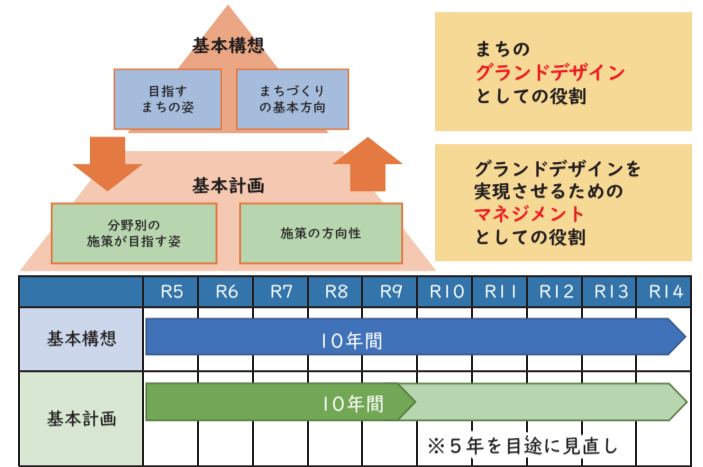 基本構想
目指す
まちの姿
まちづくり
の基本方向
まちの
グランドデザイン
としての役割
基本計画
分野別の
施策が目指す姿
施策の方向性
グランドデザインを
実現させるための
マネジメント
としての役割
R5 R6 R7 R8 R9 R10 R11 R12 R13 R14
基本構想
10年間
基本計画
10年間
※５年を目途に見直し